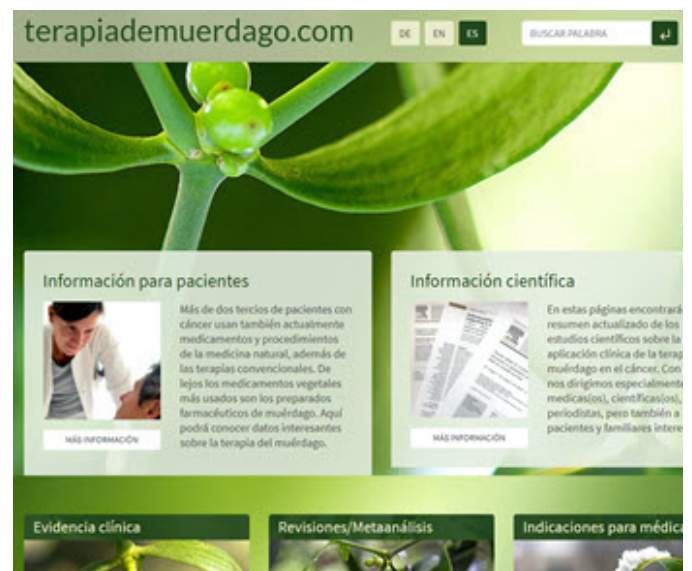 terapiademuerdago.com
DE EN ES BUSCAR PALABRA
Información para pacientes
Más de dos tercios de pacientes con
cáncer usan también actualmente
medicamentos y procedimientos
de la medicina natural, además de
las terapias convencionales. De
lejos los medicamentos vegetales
más usados son los preparados
farmacéuticos de muérdago. Aquí
podrá conocer datos interesantes
sobre la terapia del muérdago.
MÁS INFORMACIÓN
Información científica
En estas páginas encontrará
resumen actualizado de los
estudios científicos sobre la
aplicación clínica de la terap
muérdago en el cáncer. Con
nos dirigimos especialmente
medicas(os), científicas(os),
periodistas, pero también a
pacientes y familiares intere
MÁS INFORMACIÓN
Evidencia clínica
Revisiones/Metaanálisis
Indicaciones para médica